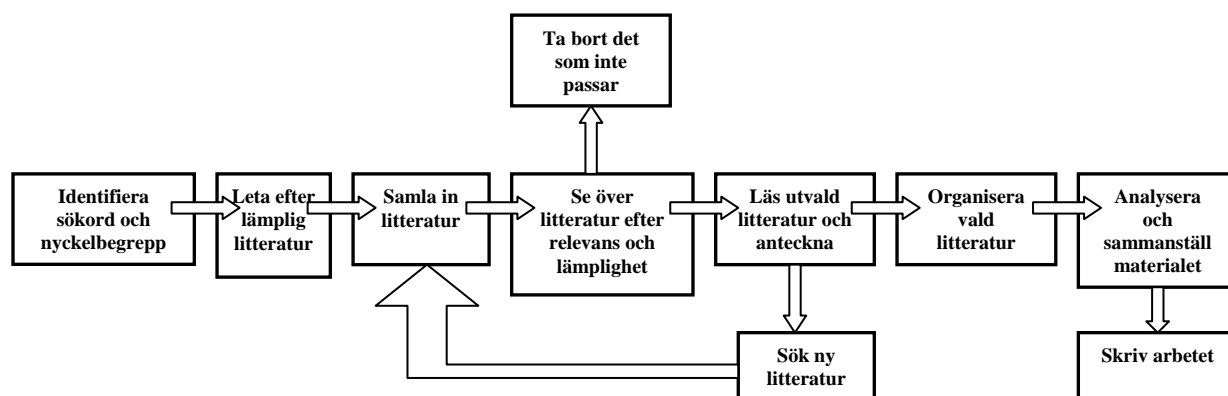 Ta bort det
som inte
passar
Identifiera
sökord och
nyckelbegrepp
Leta efter
lämplig
litteratur
Samla in
litteratur
Se över
litteratur efter
relevans och
lämplighet
Läs utvald
litteratur och
anteckna
Organisera
vald
litteratur
Analysera
och
sammanställ
materialet
Sök ny
litteratur
Skriv arbetet